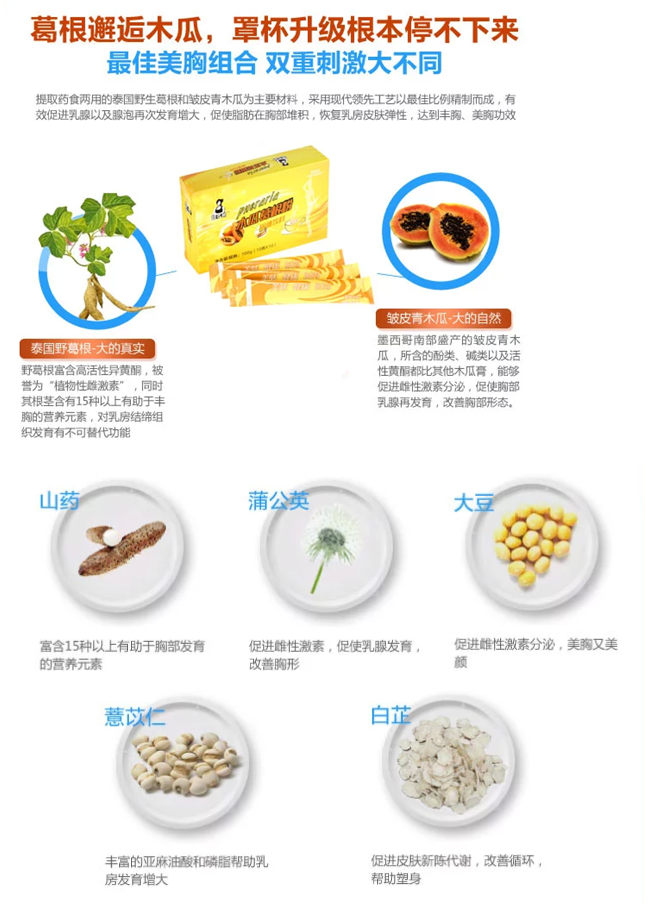 葛根邂逅木瓜，罩杯升级根本停不下来
最佳美胸组合 双重刺激大不同
提取药食两用的泰国野生葛根和皱皮青木瓜为主要材料，采用现代领先工艺以最佳比例精制而成，有
效促进乳腺以及腺泡再次发育增大，促使脂肪在胸部堆积，恢复乳房皮肤弹性，达到丰胸、美胸功效
pueraria
木瓜葛根粉
泰国野葛根-大的真实
野葛根富含高活性异黄酮，被
誉为“植物性雌激素”，同时
其根茎含有15种以上有助于丰
胸的营养元素，对乳房结缔组
织发育有不可替代功能
皱皮青木瓜-大的自然
墨西哥南部盛产的皱皮青木
瓜，所含的酚类、碱类以及活
性黄酮都比其他木瓜高，能够
促进雌性激素分泌，促使胸部
乳腺再发育，改善胸部形态。
山药
蒲公英
大豆
富含15种以上有助于胸部发育
的营养元素
促进雌性激素，促使乳腺发育，
改善胸形
促进雌性激素分泌，美胸又美
颜
薏苡仁
白芷
丰富的亚麻油酸和磷脂帮助乳
房发育增大
促进皮肤新陈代谢，改善循环，
帮助塑身